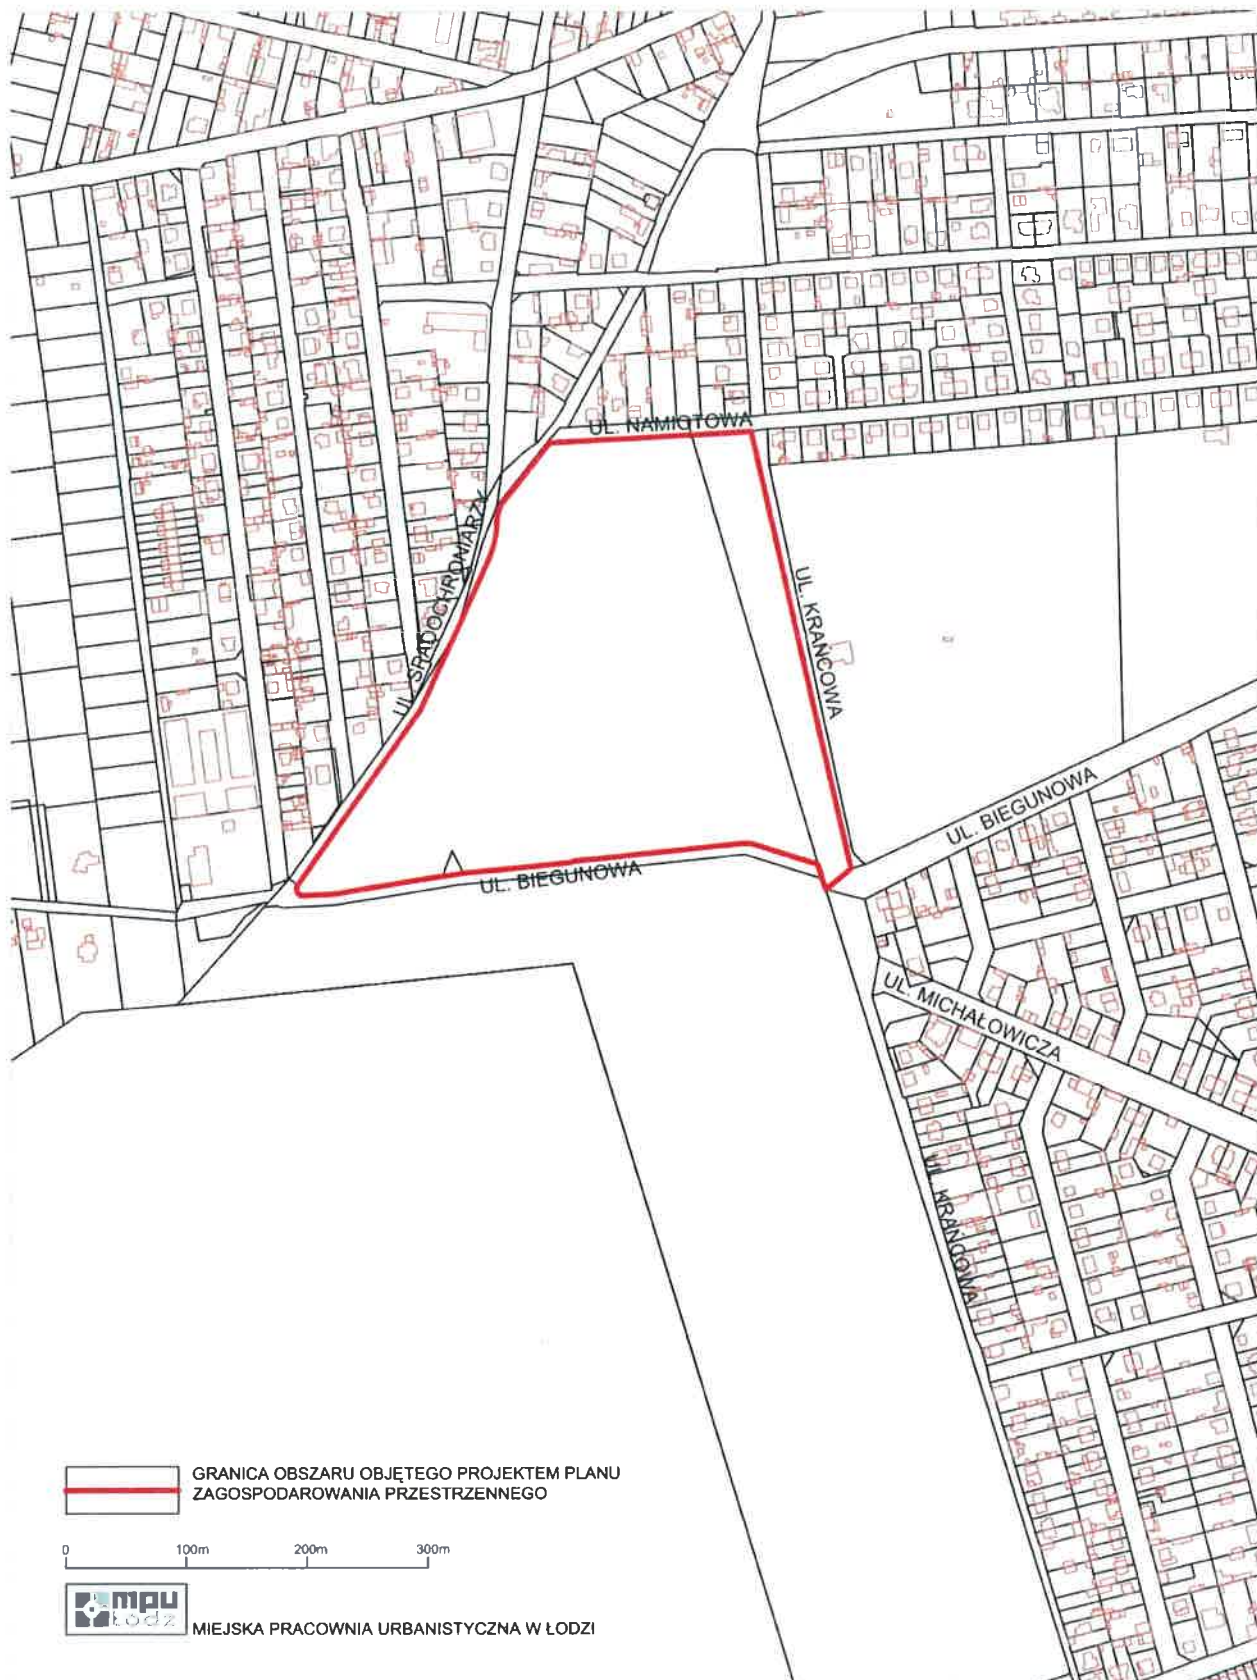 UL. NAMIOTOWA
UL. SPADOCHRONIARZY
UL. KRAŃCOWA
UL. BIEGUNOWA
UL. BIEGUNOWA
UL. MICHAŁOWICZA
UL. KRAŃCOWA
GRANICA OBSZARU OBJĘTEGO PROJEKTEM PLANU
ZAGOSPODAROWANIA PRZESTRZENNEGO
0 100m 200m 300m
mpu
Łódź
MIEJSKA PRACOWNIA URBANISTYCZNA W ŁODZI